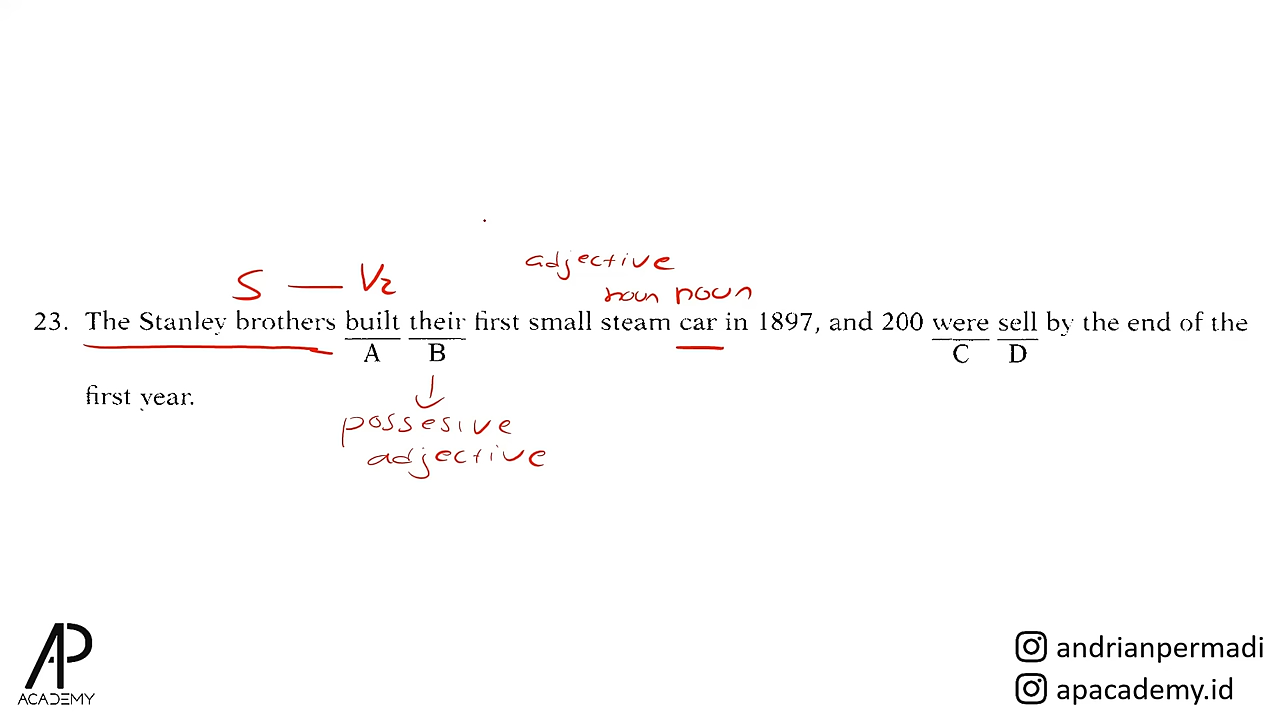 adjective
S — V2
noun noun
23. The Stanley brothers built their first small steam car in 1897, and 200 were sell by the end of the
A B C D
first year.
possesive
adjective
AP
ACADEMY
andrianpermadi
apacademy.id